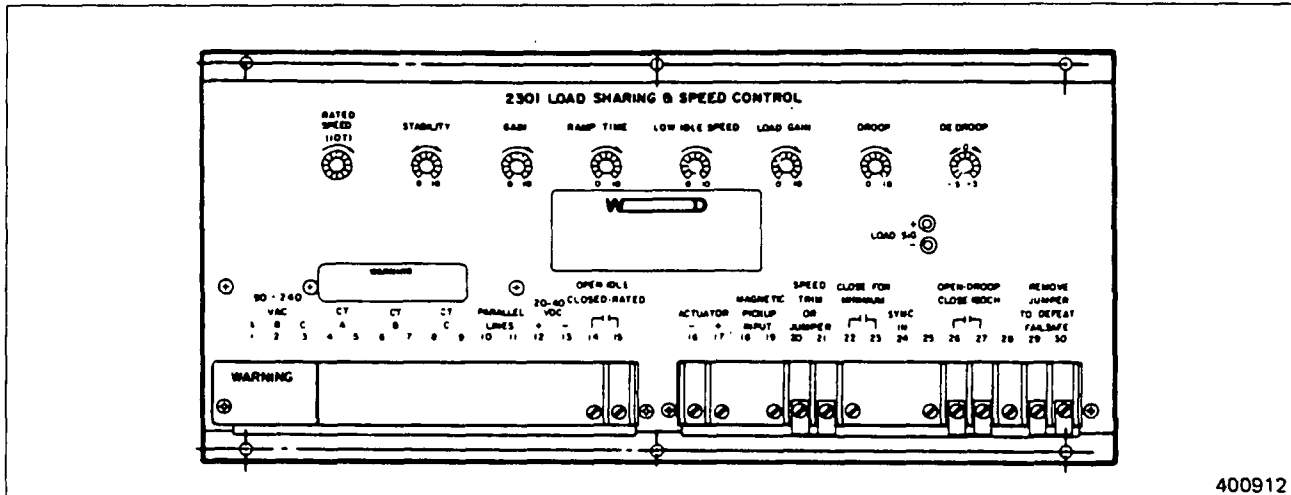 2301 LOAD SHARING & SPEED CONTROL
RATED
SPEED
(10T)
STABILITY
0 10
GAIN
0 10
RAMP TIME
0 10
LOW IDLE SPEED
0 10
LOAD GAIN
0 10
DROOP
0 10
DE DROOP
0
-3 +3
LOAD SIG
+
-
WARNING
90 - 240
VAC
A B C
1 2 3
CT
A
4 5
CT
B
6 7
CT
C
8 9
PARALLEL
LINES
10 11
20-40
VDC
+ -
12 13
OPEN-IDLE
CLOSED-RATED
14 15
ACTUATOR
- +
16 17
MAGNETIC
PICKUP
INPUT
18 19
SPEED
TRIM
OR
JUMPER
20 21
CLOSE FOR
MINIMUM
22 23
SYNC
IN
24
25
OPEN-DROOP
CLOSE-ISOCH
26 27
28
REMOVE
JUMPER
TO DEFEAT
FAILSAFE
29 30
WARNING
400912